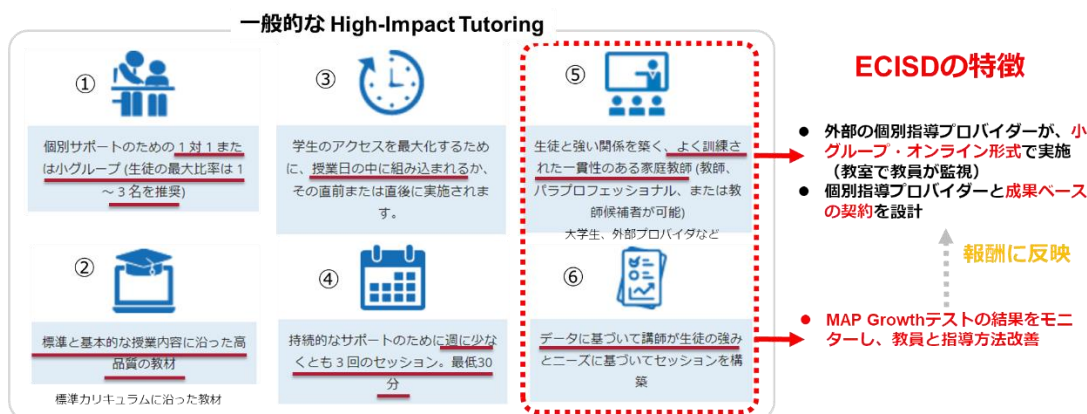 一般的な High-Impact Tutoring
①
個別サポートのための 1 対 1 また
は小グループ (生徒の最大比率は 1
～ 3 名を推奨)
②
標準と基本的な授業内容に沿った高
品質の教材
標準カリキュラムに沿った教材
③
学生のアクセスを最大化するため
に、授業日の中に組み込まれるか、
その直前または直後に実施されま
す。
④
持続的なサポートのために週に少な
くとも 3 回のセッション。最低30
分
⑤
生徒と強い関係を築く、よく訓練さ
れた一貫性のある家庭教師 (教師、
パラプロフェッショナル、または教
師候補者が可能)
大学生、外部プロバイダなど
⑥
データに基づいて講師が生徒の強み
とニーズに基づいてセッションを構
築
ECISDの特徴
● 外部の個別指導プロバイダーが、小
グループ・オンライン形式で実施
（教室で教員が監視）
● 個別指導プロバイダーと成果ベース
の契約を設計
報酬に反映
● MAP Growthテストの結果をモニ
ターし、教員と指導方法改善